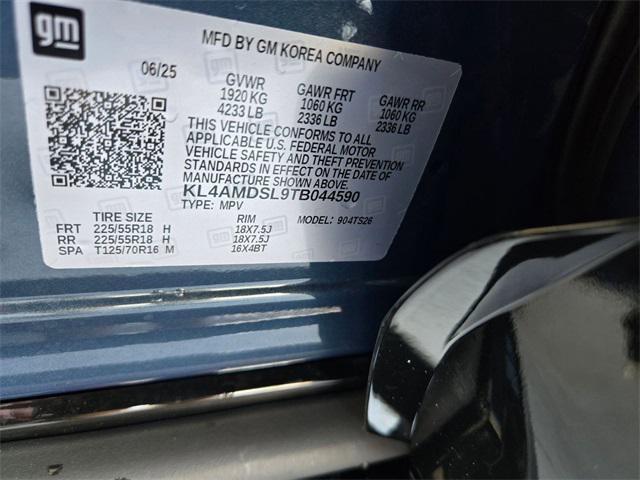 gm
MFD BY GM KOREA COMPANY
06/25
GVWR GAWR FRT GAWR RR
1920 KG 1060 KG 1060 KG
4233 LB 2336 LB 2336 LB
THIS VEHICLE CONFORMS TO ALL
APPLICABLE U.S. FEDERAL MOTOR
VEHICLE SAFETY AND THEFT PREVENTION
STANDARDS IN EFFECT ON THE DATE OF
MANUFACTURE SHOWN ABOVE.
KL4AMDSL9TB044590
TYPE: MPV MODEL: 904TS26
TIRE SIZE RIM
FRT 225/55R18 H 18X7.5J
RR 225/55R18 H 18X7.5J
SPA T125/70R16 M 16X4BT